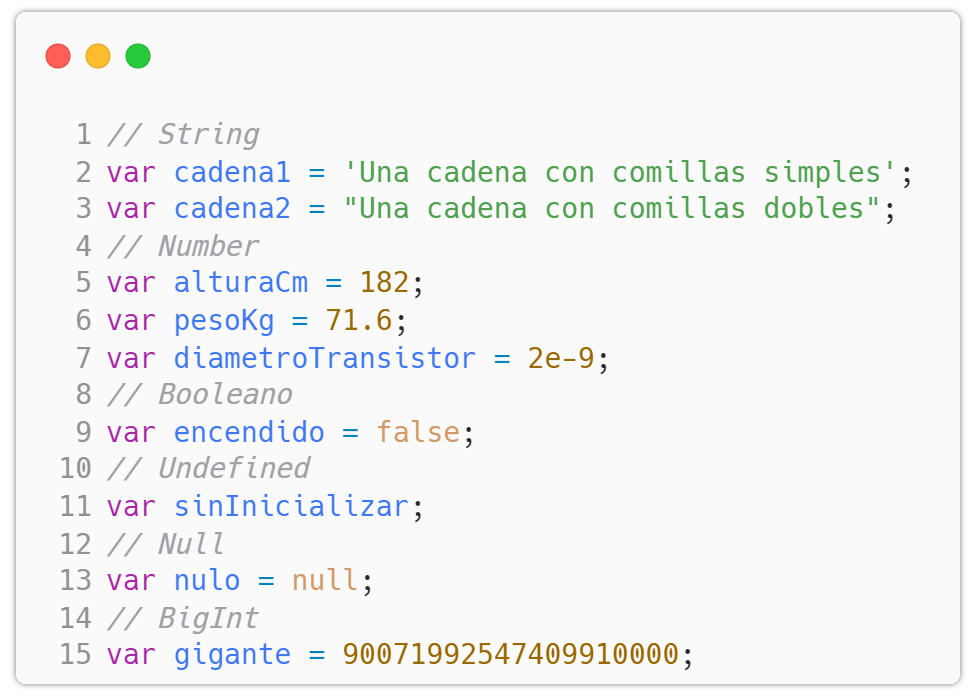 1 // String
2 var cadena1 = 'Una cadena con comillas simples';
3 var cadena2 = "Una cadena con comillas dobles";
4 // Number
5 var alturaCm = 182;
6 var pesoKg = 71.6;
7 var diametroTransistor = 2e-9;
8 // Booleano
9 var encendido = false;
10 // Undefined
11 var sinInicializar;
12 // Null
13 var nulo = null;
14 // BigInt
15 var gigante = 90071992547409910000;